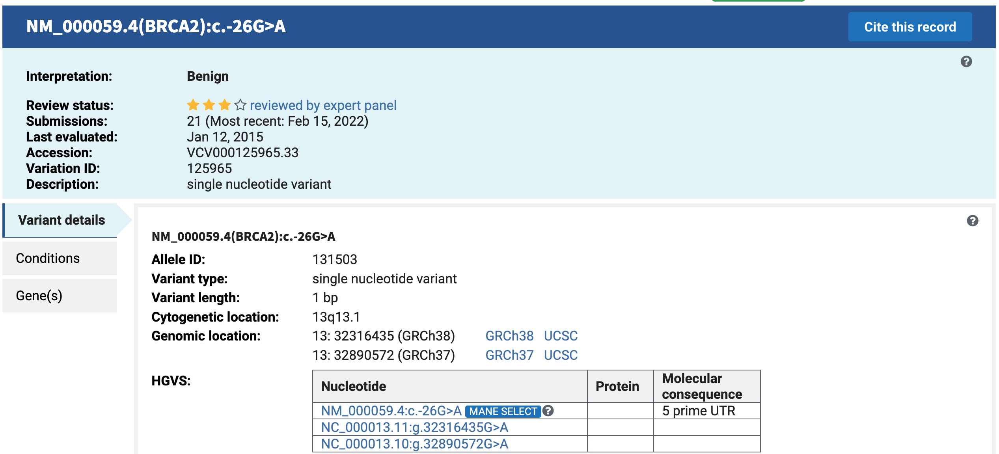 NM_000059.4(BRCA2):c.-26G>A
Cite this record
Interpretation: Benign
Review status: reviewed by expert panel
Submissions: 21 (Most recent: Feb 15, 2022)
Last evaluated: Jan 12, 2015
Accession: VCV000125965.33
Variation ID: 125965
Description: single nucleotide variant
Variant details
Conditions
Gene(s)
NM_000059.4(BRCA2):c.-26G>A
Allele ID: 131503
Variant type: single nucleotide variant
Variant length: 1 bp
Cytogenetic location: 13q13.1
Genomic location: 13: 32316435 (GRCh38) GRCh38 UCSC
13: 32890572 (GRCh37) GRCh37 UCSC
HGVS:
Nucleotide Protein Molecular consequence
NM_000059.4:c.-26G>A MANE SELECT ? 5 prime UTR
NC_000013.11:g.32316435G>A
NC_000013.10:g.32890572G>A